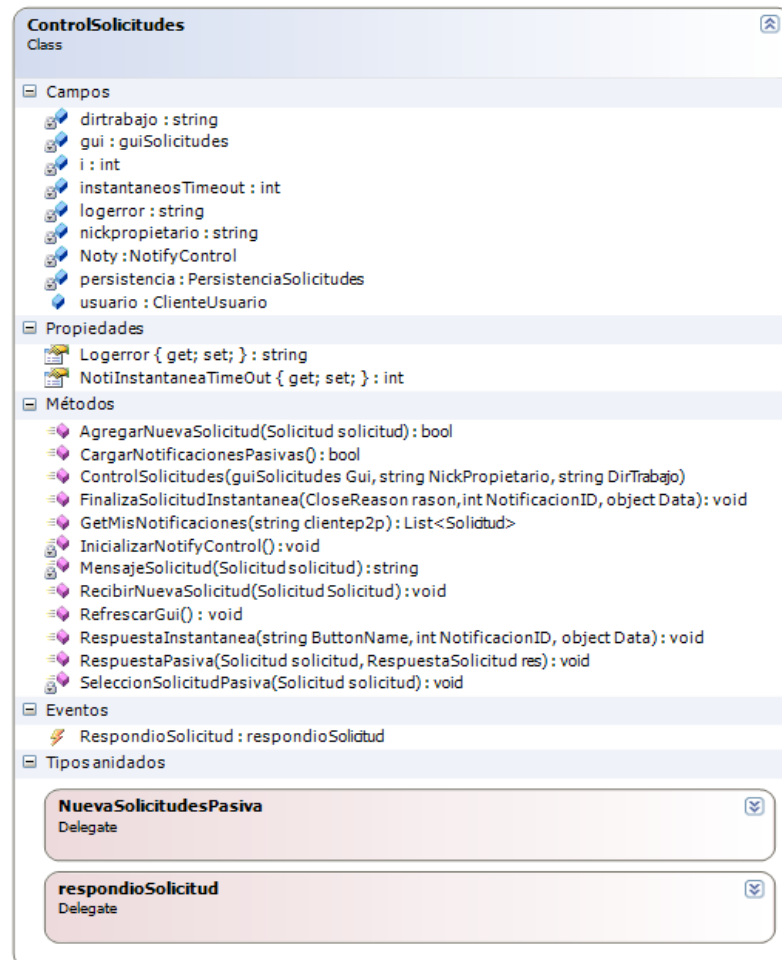 ControlSolicitudes
Class
Campos
dirtrabajo : string
gui : guiSolicitudes
i : int
instantaneosTimeout : int
logerror : string
nickpropietario : string
Noty : NotifyControl
persistencia : PersistenciaSolicitudes
usuario : ClienteUsuario
Propiedades
Logerror { get; set; } : string
NotiInstantaneaTimeOut { get; set; } : int
Métodos
AgregarNuevaSolicitud(Solicitud solicitud) : bool
CargarNotificacionesPasivas() : bool
ControlSolicitudes(guiSolicitudes Gui, string NickPropietario, string DirTrabajo)
FinalizaSolicitudInstantanea(CloseReason rason, int NotificacionID, object Data) : void
GetMisNotificaciones(string clientep2p) : List<Solicitud>
InicializarNotifyControl() : void
MensajeSolicitud(Solicitud solicitud) : string
RecibirNuevaSolicitud(Solicitud Solicitud) : void
RefrescarGui() : void
RespuestaInstantanea(string ButtonName, int NotificacionID, object Data) : void
RespuestaPasiva(Solicitud solicitud, RespuestaSolicitud res) : void
SeleccionSolicitudPasiva(Solicitud solicitud) : void
Eventos
RespondioSolicitud : respondioSolicitud
Tipos anidados
NuevaSolicitudesPasiva
Delegate
respondioSolicitud
Delegate